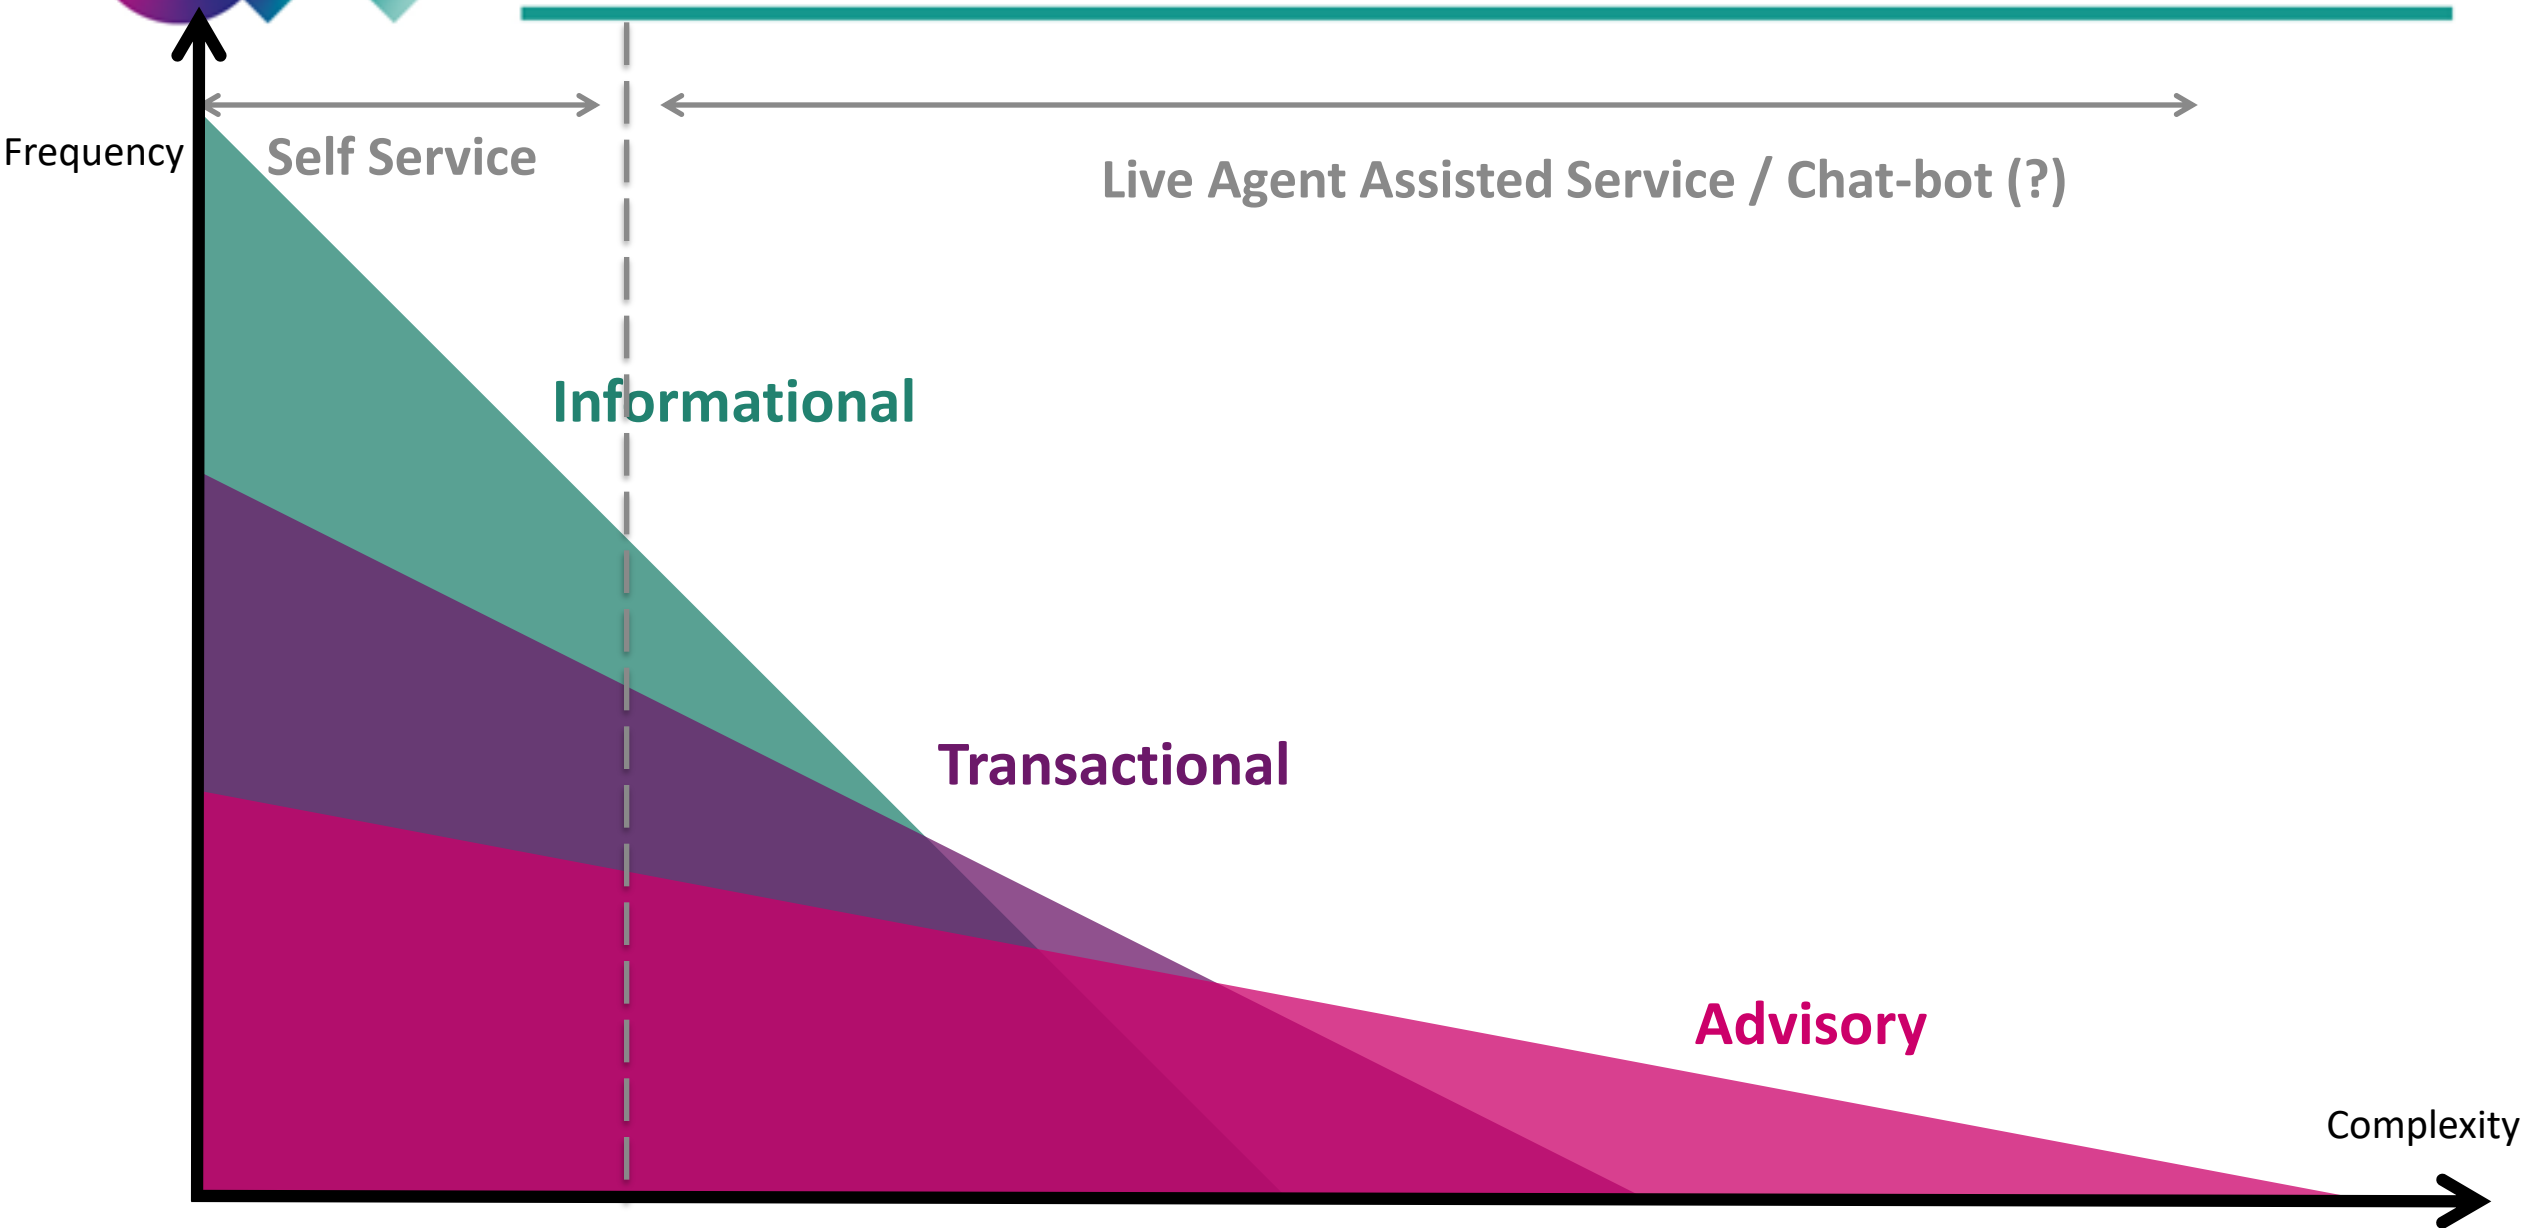 Frequency
Self Service
Live Agent Assisted Service / Chat-bot (?)
Informational
Transactional
Advisory
Complexity